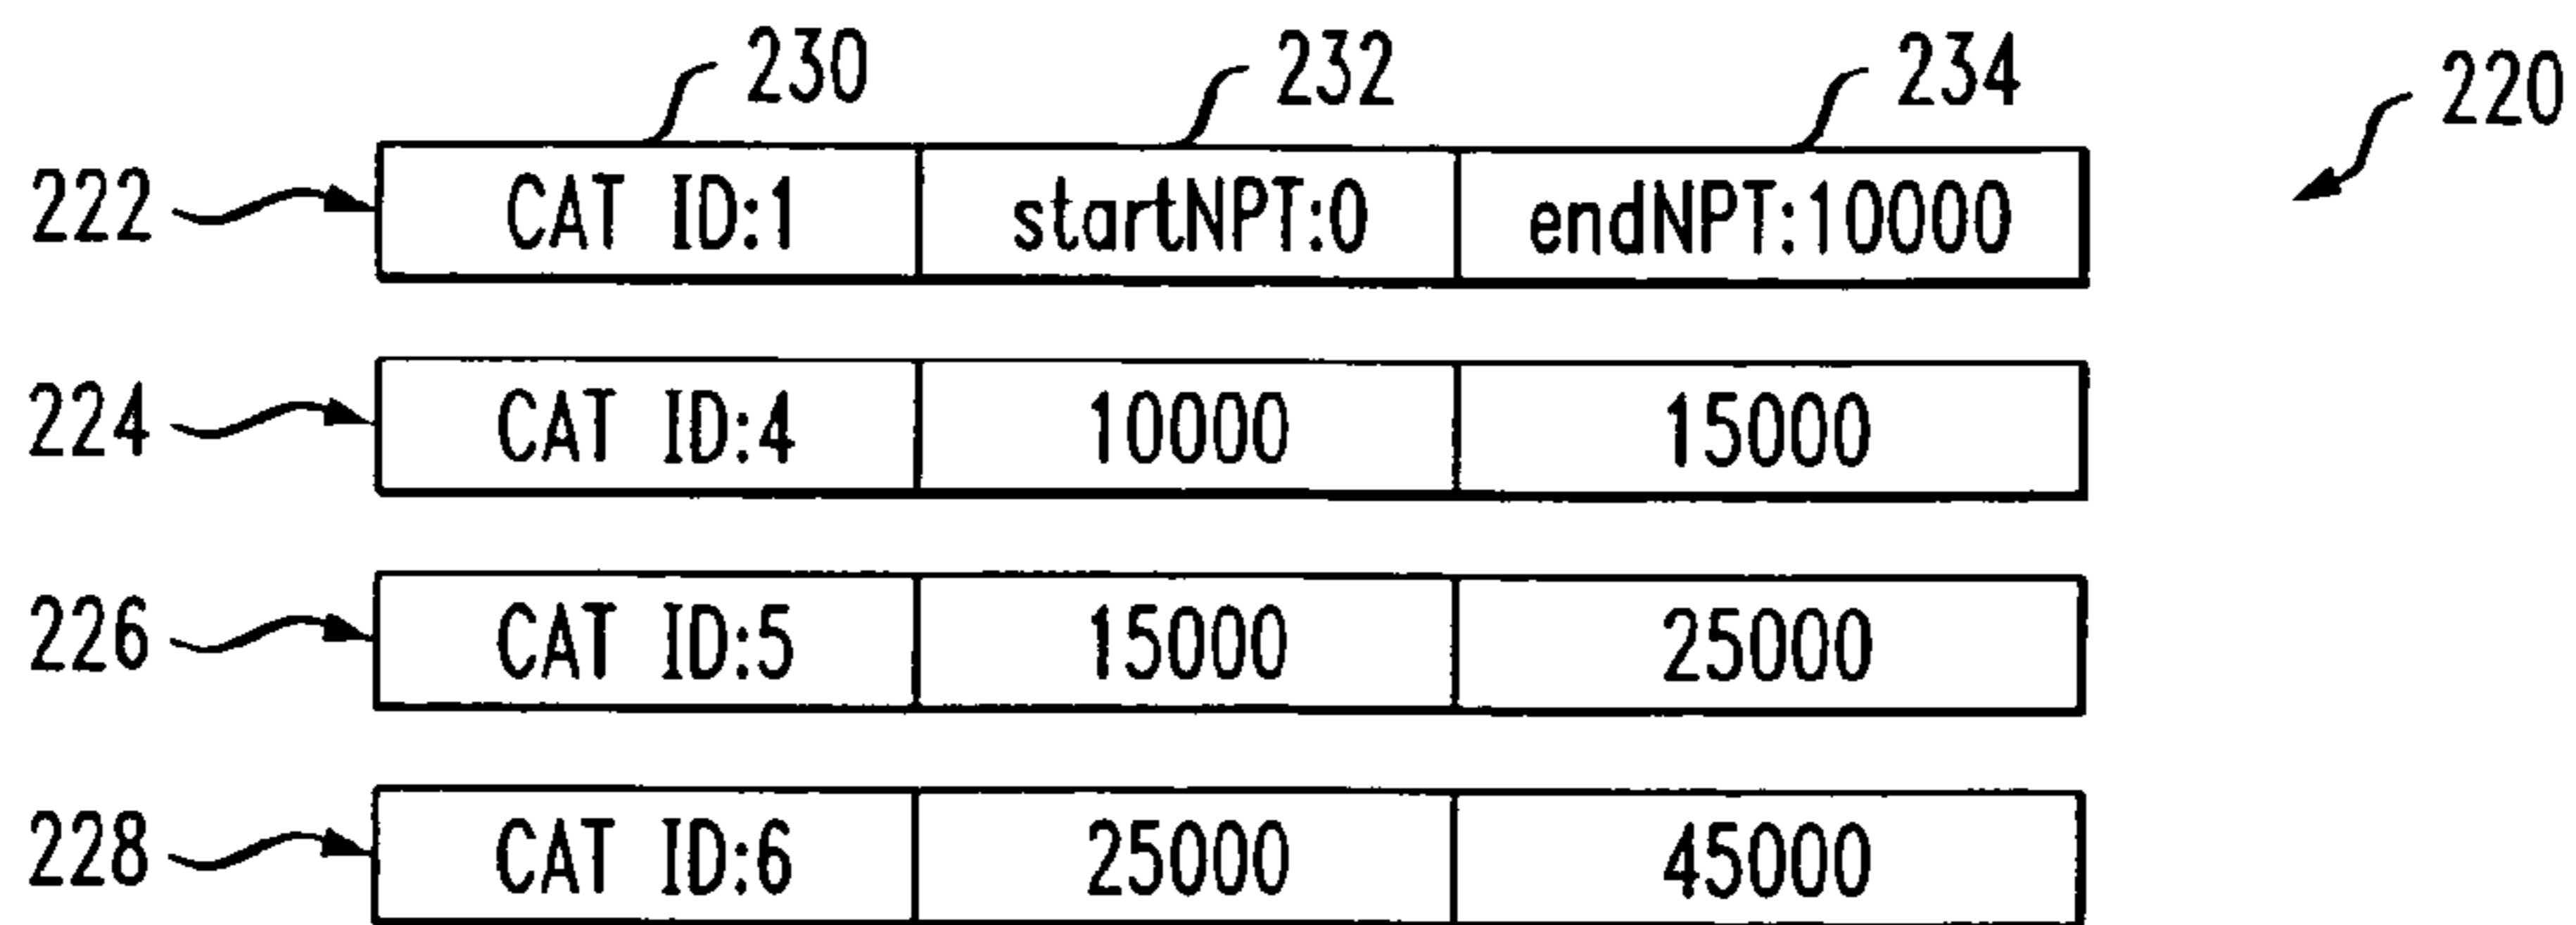 230 232 234 220
222 CAT ID:1 startNPT:0 endNPT:10000
224 CAT ID:4 10000 15000
226 CAT ID:5 15000 25000
228 CAT ID:6 25000 45000